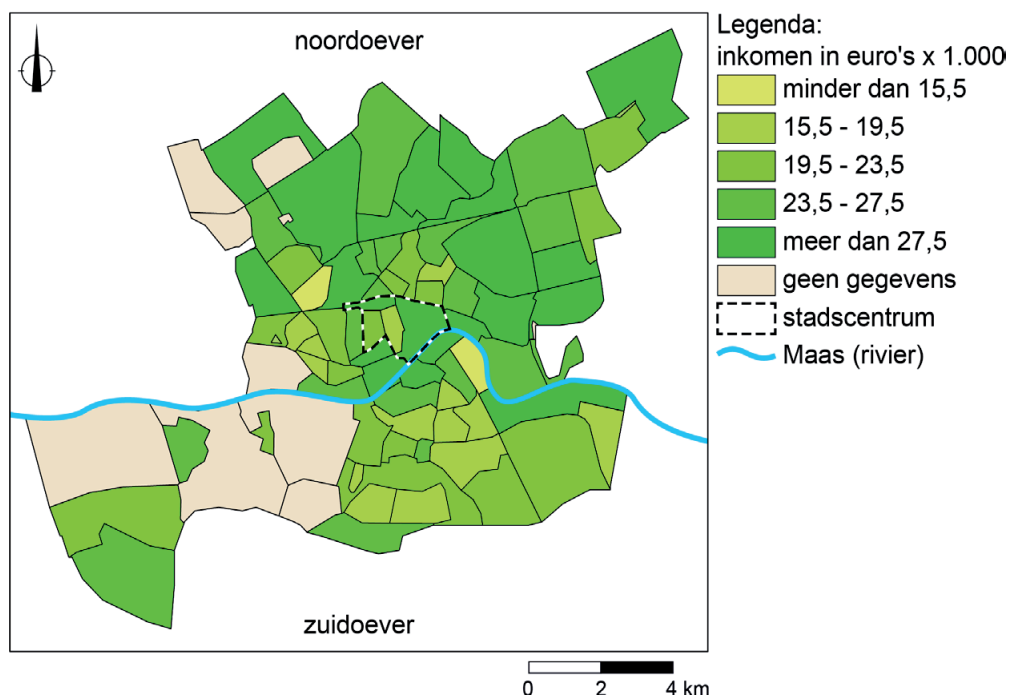 noordoever
zuidoever
Legenda:
inkomen in euro's x 1.000
minder dan 15,5
15,5 - 19,5
19,5 - 23,5
23,5 - 27,5
meer dan 27,5
geen gegevens
stadscentrum
Maas (rivier)
0 2 4 km